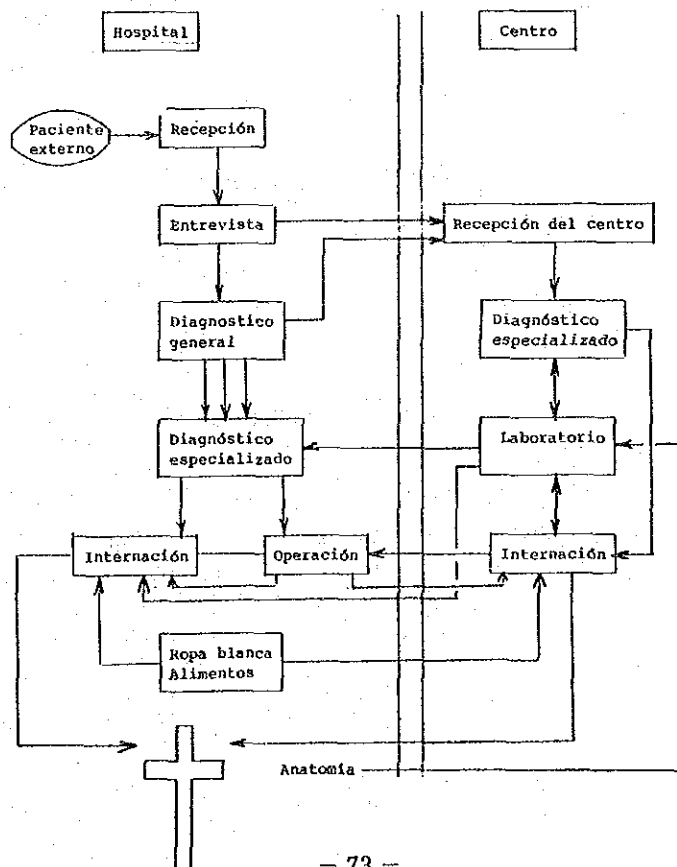 Hospital
Centro
Paciente
externo
Recepción
Entrevista
Recepción del centro
Diagnostico
general
Diagnóstico
especializado
Diagnóstico
especializado
Laboratorio
Internación
Operación
Internación
Ropa blanca
Alimentos
Anatomía
- 73 -